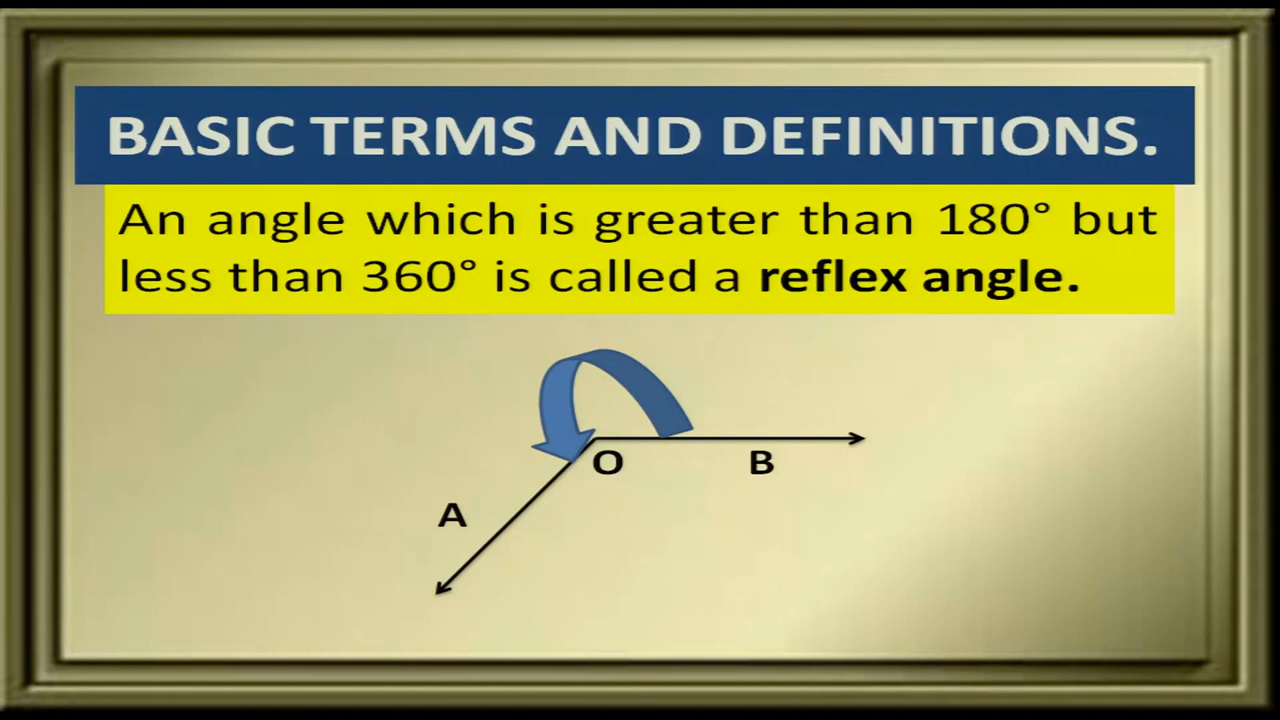 BASIC TERMS AND DEFINITIONS.
An angle which is greater than 180° but
less than 360° is called a reflex angle.
O
B
A